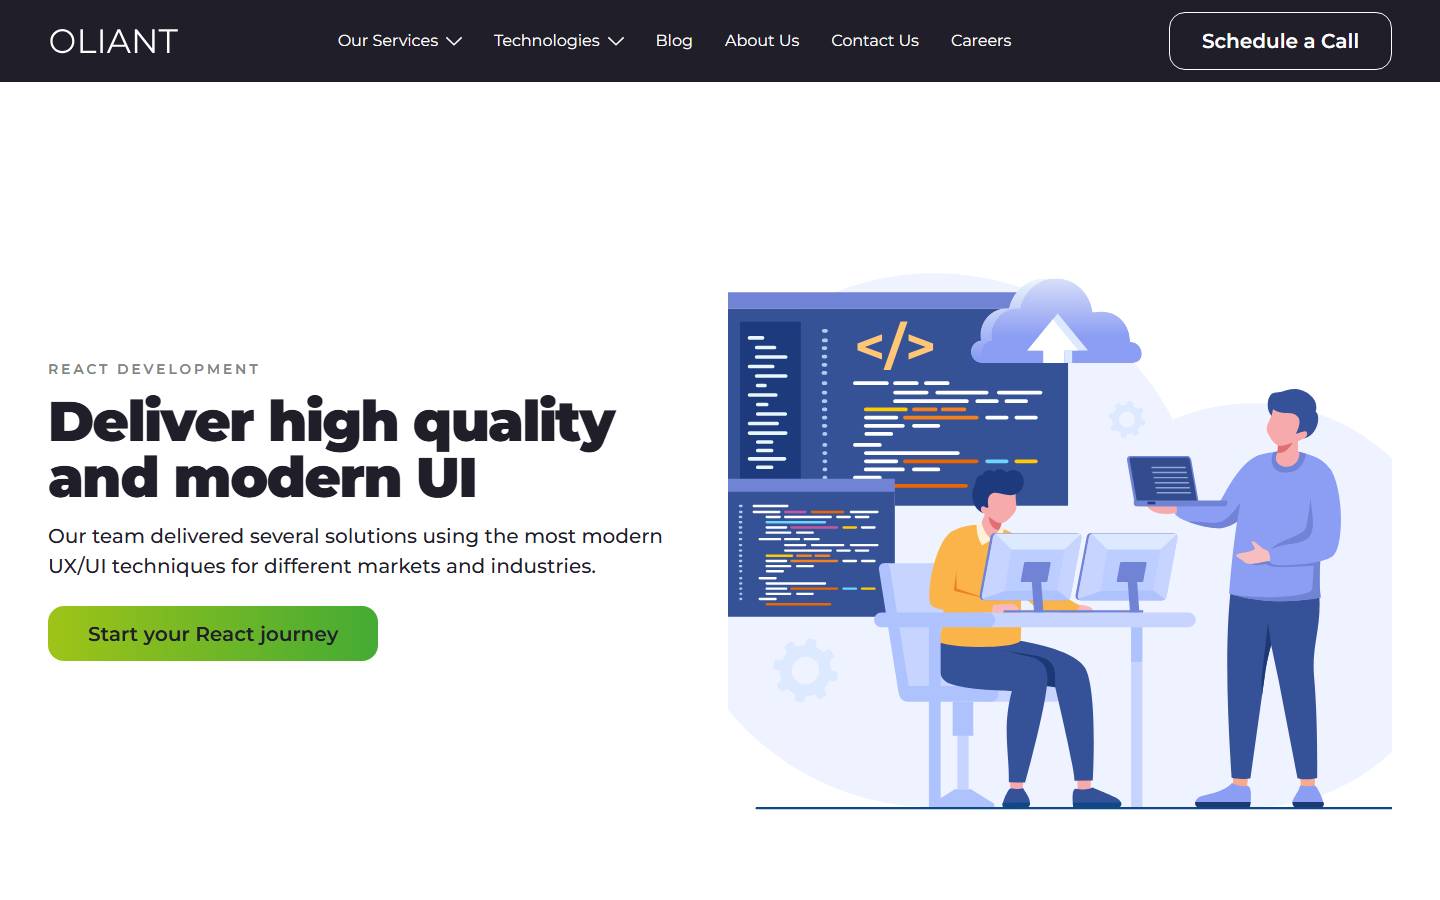 OLIANT
Our Services
Technologies
Blog
About Us
Contact Us
Careers
Schedule a Call
REACT DEVELOPMENT
Deliver high quality
and modern UI
Our team delivered several solutions using the most modern
UX/UI techniques for different markets and industries.
Start your React journey
</>